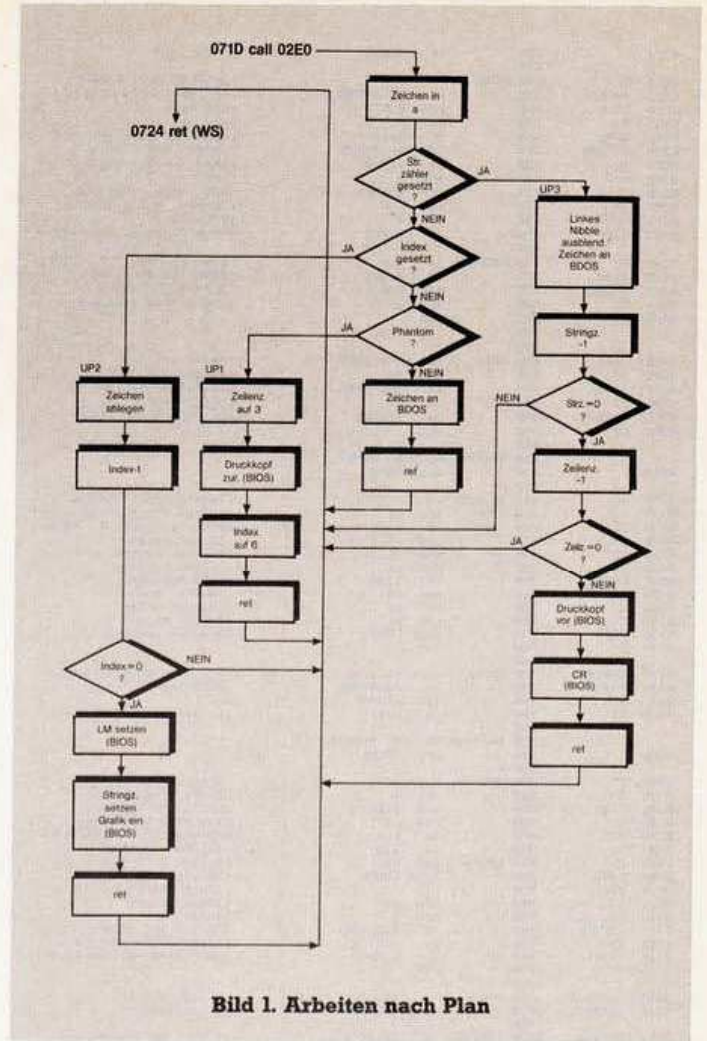 071D call 02E0
0724 ret (WS)
Zeichen in
a
Str.
zähler
gesetzt
?
JA
NEIN
UP3
Linkes
Nibble
ausblend.
Zeichen an
BDOS
Index
gesetzt
?
JA
NEIN
Phantom
?
JA
NEIN
UP2
Zeichen
ablegen
UP1
Zeilenz.
auf 3
Zeichen an
BDOS
Stringz.
-1
Index-1
Druckkopf
zur. (BIOS)
ret
NEIN
Strz.=0
?
JA
Index
auf 6
Zeilenz.
-1
ret
JA
Zeilz.=0
?
NEIN
Index=0
?
NEIN
JA
Druckkopf
vor (BIOS)
LM setzen
(BIOS)
CR
(BIOS)
Stringz.
setzen
Grafik ein
(BIOS)
ret
ret
Bild 1. Arbeiten nach Plan